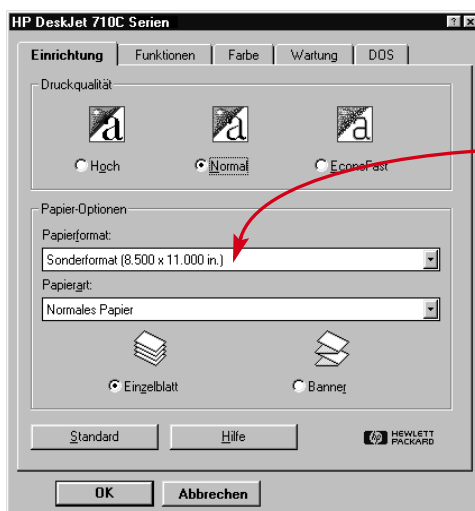 HP DeskJet 710C Serien
Einrichtung Funktionen Farbe Wartung DOS
Druckqualität
Hoch Normal EconoFast
Papier-Optionen
Papierformat:
Sonderformat (8.500 x 11.000 in.)
Papierart:
Normales Papier
Einzelblatt Banner
Standard Hilfe hp HEWLETT
PACKARD
OK Abbrechen